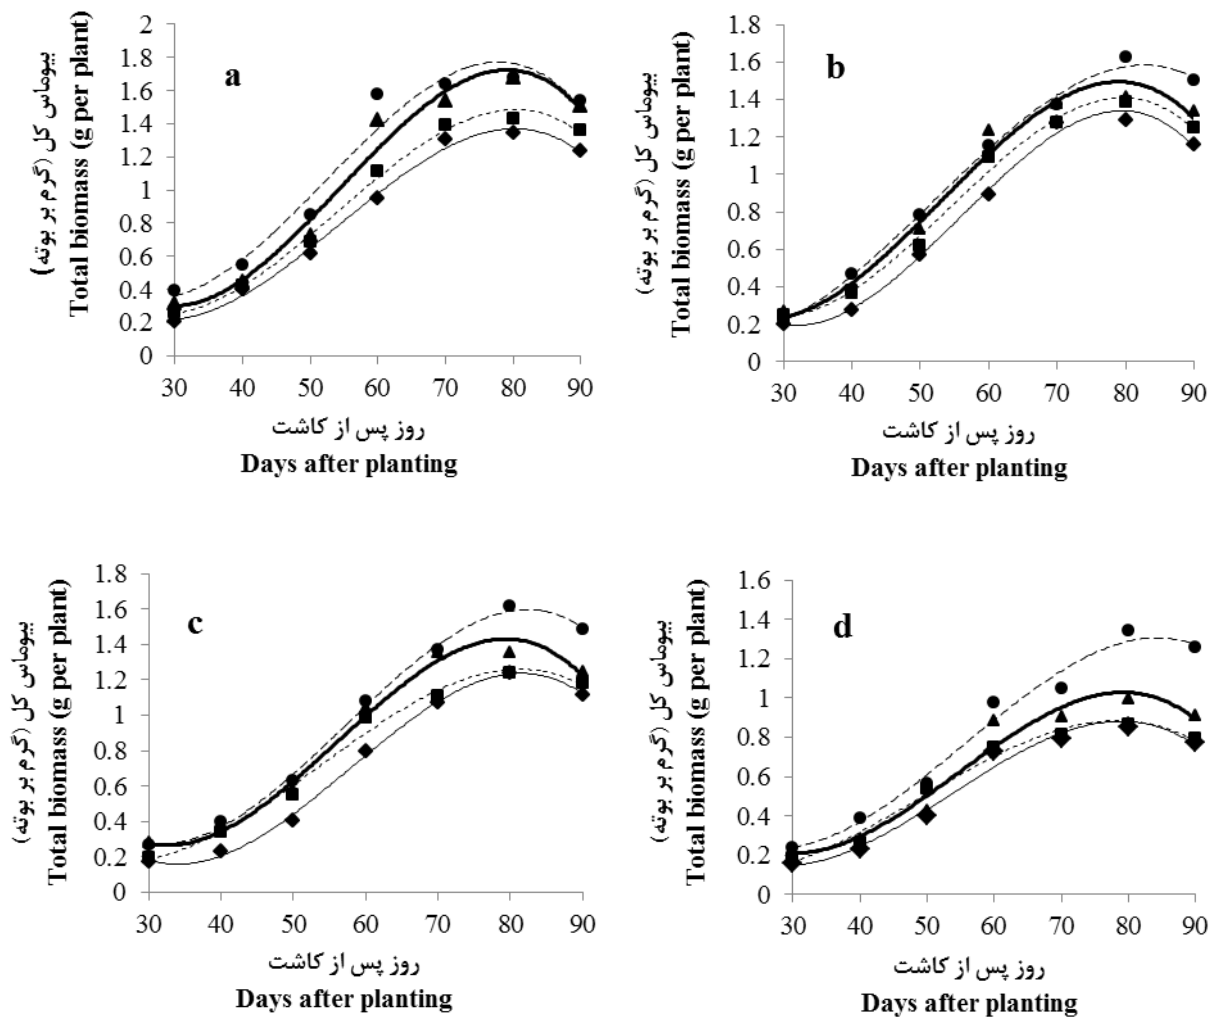 a
بیوماس کل (گرم بر بوته)
Total biomass (g per plant)
2
1.8
1.6
1.4
1.2
1
0.8
0.6
0.4
0.2
0
30 40 50 60 70 80 90
روز پس از کاشت
Days after planting
b
بیوماس کل (گرم بر بوته)
Total biomass (g per plant)
1.8
1.6
1.4
1.2
1
0.8
0.6
0.4
0.2
0
30 40 50 60 70 80 90
روز پس از کاشت
Days after planting
c
بیوماس کل (گرم بر بوته)
Total biomass (g per plant)
1.8
1.6
1.4
1.2
1
0.8
0.6
0.4
0.2
0
30 40 50 60 70 80 90
روز پس از کاشت
Days after planting
d
بیوماس کل (گرم بر بوته)
Total biomass (g per plant)
1.6
1.4
1.2
1
0.8
0.6
0.4
0.2
0
30 40 50 60 70 80 90
روز پس از کاشت
Days after planting